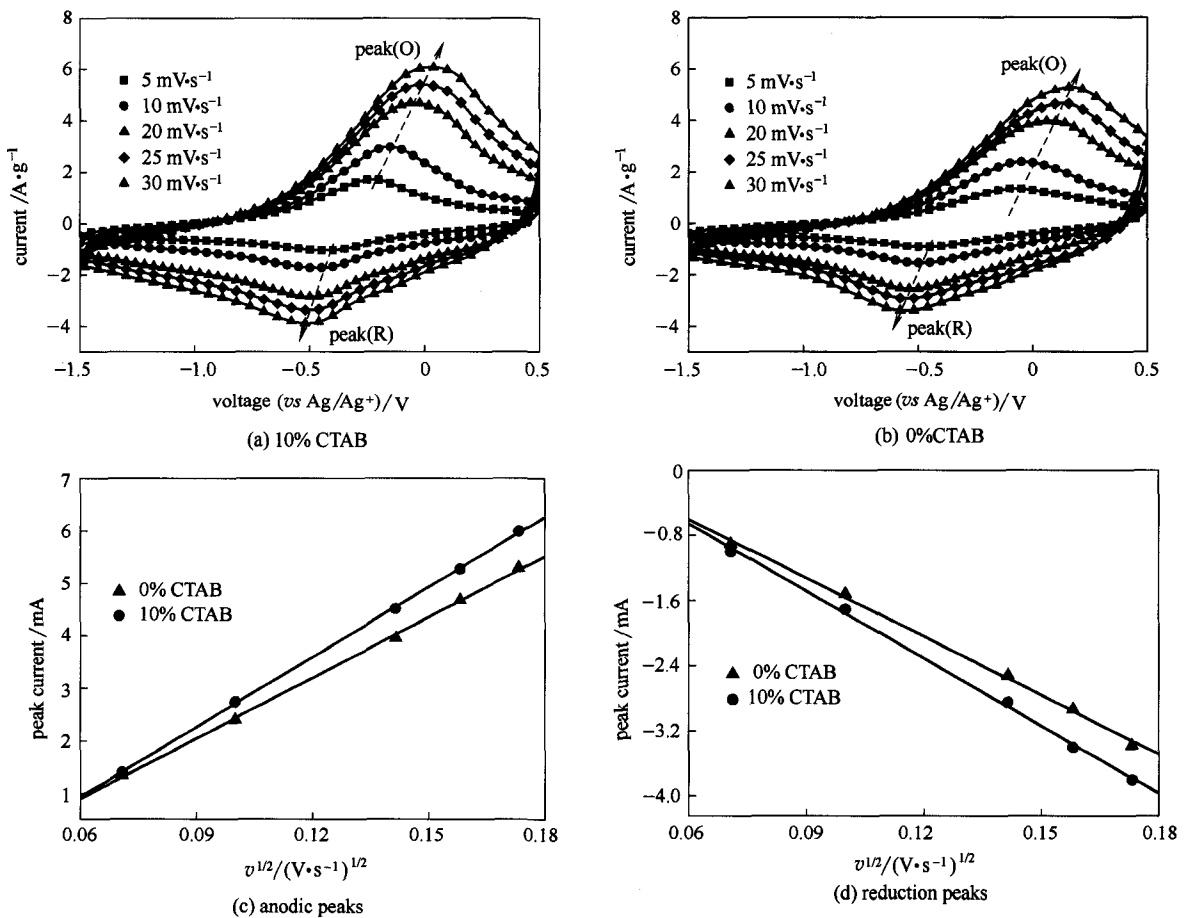 8
6
4
2
0
−2
−4
current /A·g⁻¹
5 mV·s⁻¹
10 mV·s⁻¹
20 mV·s⁻¹
25 mV·s⁻¹
30 mV·s⁻¹
peak(O)
peak(R)
−1.5 −1.0 −0.5 0 0.5
voltage (vs Ag/Ag⁺)/V
(a) 10% CTAB
8
6
4
2
0
−2
−4
current /A·g⁻¹
5 mV·s⁻¹
10 mV·s⁻¹
20 mV·s⁻¹
25 mV·s⁻¹
30 mV·s⁻¹
peak(O)
peak(R)
−1.5 −1.0 −0.5 0 0.5
voltage (vs Ag/Ag⁺)/V
(b) 0%CTAB
7
6
5
4
3
2
1
peak current /mA
0% CTAB
10% CTAB
0.06 0.09 0.12 0.15 0.18
v¹/²/(V·s⁻¹)¹/²
(c) anodic peaks
0
−0.8
−1.6
−2.4
−3.2
−4.0
peak current /mA
0% CTAB
10% CTAB
0.06 0.09 0.12 0.15 0.18
v¹/²/(V·s⁻¹)¹/²
(d) reduction peaks